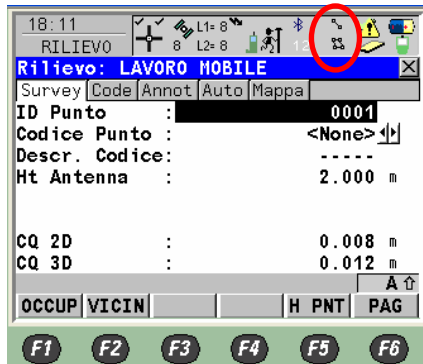 18:11 L1= 8
RILIEVO 8 L2= 8 12
Rilievo: LAVORO MOBILE
Survey Code Annot Auto Mappa
ID Punto : 0001
Codice Punto : <None>
Descr. Codice: -----
Ht Antenna : 2.000 m
CQ 2D : 0.008 m
CQ 3D : 0.012 m
A
OCCUP VICIN H PNT PAG
F1 F2 F3 F4 F5 F6